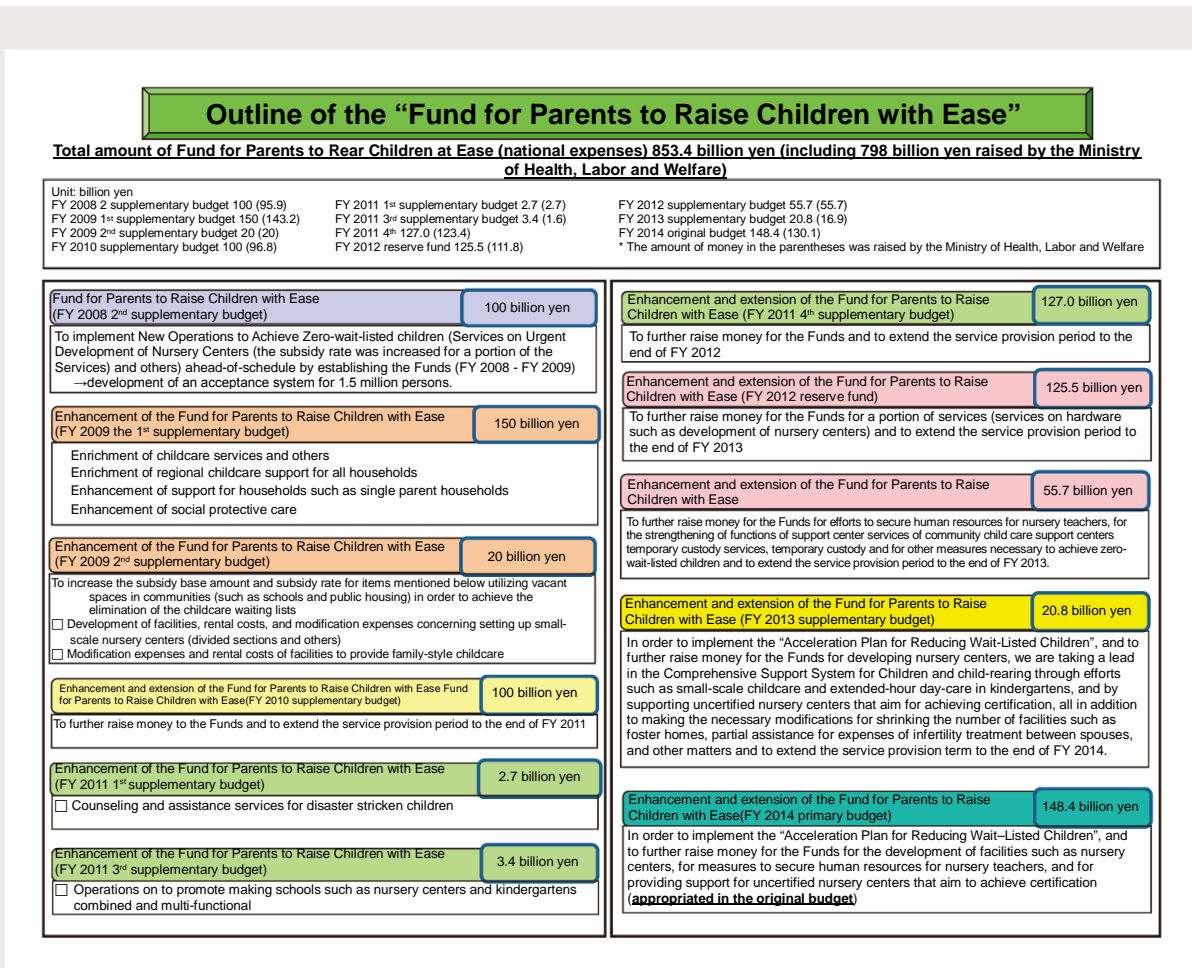 Outline of the “Fund for Parents to Raise Children with Ease”
Total amount of Fund for Parents to Rear Children at Ease (national expenses) 853.4 billion yen (including 798 billion yen raised by the Ministry
of Health, Labor and Welfare)
Unit: billion yen
FY 2008 2 supplementary budget 100 (95.9)
FY 2009 1st supplementary budget 150 (143.2)
FY 2009 2nd supplementary budget 20 (20)
FY 2010 supplementary budget 100 (96.8)
FY 2011 1st supplementary budget 2.7 (2.7)
FY 2011 3rd supplementary budget 3.4 (1.6)
FY 2011 4th 127.0 (123.4)
FY 2012 reserve fund 125.5 (111.8)
FY 2012 supplementary budget 55.7 (55.7)
FY 2013 supplementary budget 20.8 (16.9)
FY 2014 original budget 148.4 (130.1)
* The amount of money in the parentheses was raised by the Ministry of Health, Labor and Welfare
Fund for Parents to Raise Children with Ease
(FY 2008 2nd supplementary budget)
100 billion yen
To implement New Operations to Achieve Zero-wait-listed children (Services on Urgent
Development of Nursery Centers (the subsidy rate was increased for a portion of the
Services) and others) ahead-of-schedule by establishing the Funds (FY 2008 - FY 2009)
→development of an acceptance system for 1.5 million persons.
Enhancement of the Fund for Parents to Raise Children with Ease
(FY 2009 the 1st supplementary budget)
150 billion yen
Enrichment of childcare services and others
Enrichment of regional childcare support for all households
Enhancement of support for households such as single parent households
Enhancement of social protective care
Enhancement of the Fund for Parents to Raise Children with Ease
(FY 2009 2nd supplementary budget)
20 billion yen
To increase the subsidy base amount and subsidy rate for items mentioned below utilizing vacant
spaces in communities (such as schools and public housing) in order to achieve the
elimination of the childcare waiting lists
□ Development of facilities, rental costs, and modification expenses concerning setting up small-
scale nursery centers (divided sections and others)
□ Modification expenses and rental costs of facilities to provide family-style childcare
Enhancement and extension of the Fund for Parents to Raise Children with Ease Fund
for Parents to Raise Children with Ease(FY 2010 supplementary budget)
100 billion yen
To further raise money to the Funds and to extend the service provision period to the end of FY 2011
Enhancement of the Fund for Parents to Raise Children with Ease
(FY 2011 1st supplementary budget)
2.7 billion yen
□ Counseling and assistance services for disaster stricken children
Enhancement of the Fund for Parents to Raise Children with Ease
(FY 2011 3rd supplementary budget)
3.4 billion yen
□ Operations on to promote making schools such as nursery centers and kindergartens
combined and multi-functional
Enhancement and extension of the Fund for Parents to Raise
Children with Ease (FY 2011 4th supplementary budget)
127.0 billion yen
To further raise money for the Funds and to extend the service provision period to the
end of FY 2012
Enhancement and extension of the Fund for Parents to Raise
Children with Ease (FY 2012 reserve fund)
125.5 billion yen
To further raise money for the Funds for a portion of services (services on hardware
such as development of nursery centers) and to extend the service provision period to
the end of FY 2013
Enhancement and extension of the Fund for Parents to Raise
Children with Ease
55.7 billion yen
To further raise money for the Funds for efforts to secure human resources for nursery teachers, for
the strengthening of functions of support center services of community child care support centers
temporary custody services, temporary custody and for other measures necessary to achieve zero-
wait-listed children and to extend the service provision period to the end of FY 2013.
Enhancement and extension of the Fund for Parents to Raise
Children with Ease (FY 2013 supplementary budget)
20.8 billion yen
In order to implement the “Acceleration Plan for Reducing Wait-Listed Children”, and to
further raise money for the Funds for developing nursery centers, we are taking a lead
in the Comprehensive Support System for Children and child-rearing through efforts
such as small-scale childcare and extended-hour day-care in kindergartens, and by
supporting uncertified nursery centers that aim for achieving certification, all in addition
to making the necessary modifications for shrinking the number of facilities such as
foster homes, partial assistance for expenses of infertility treatment between spouses,
and other matters and to extend the service provision term to the end of FY 2014.
Enhancement and extension of the Fund for Parents to Raise
Children with Ease(FY 2014 primary budget)
148.4 billion yen
In order to implement the “Acceleration Plan for Reducing Wait–Listed Children”, and
to further raise money for the Funds for the development of facilities such as nursery
centers, for measures to secure human resources for nursery teachers, and for
providing support for uncertified nursery centers that aim to achieve certification
(appropriated in the original budget)